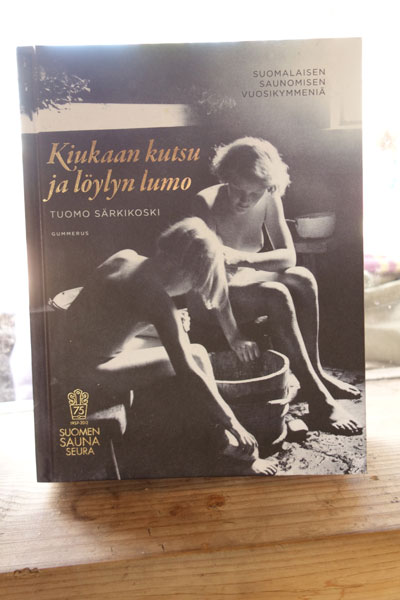 SUOMALAISEN
SAUNOMISEN
VUOSIKYMMENIÄ
Kiukaan kutsu
ja löylyn lumo
TUOMO SÄRKIKOSKI
GUMMERUS
75
SUOMEN
SAUNA
SEURA